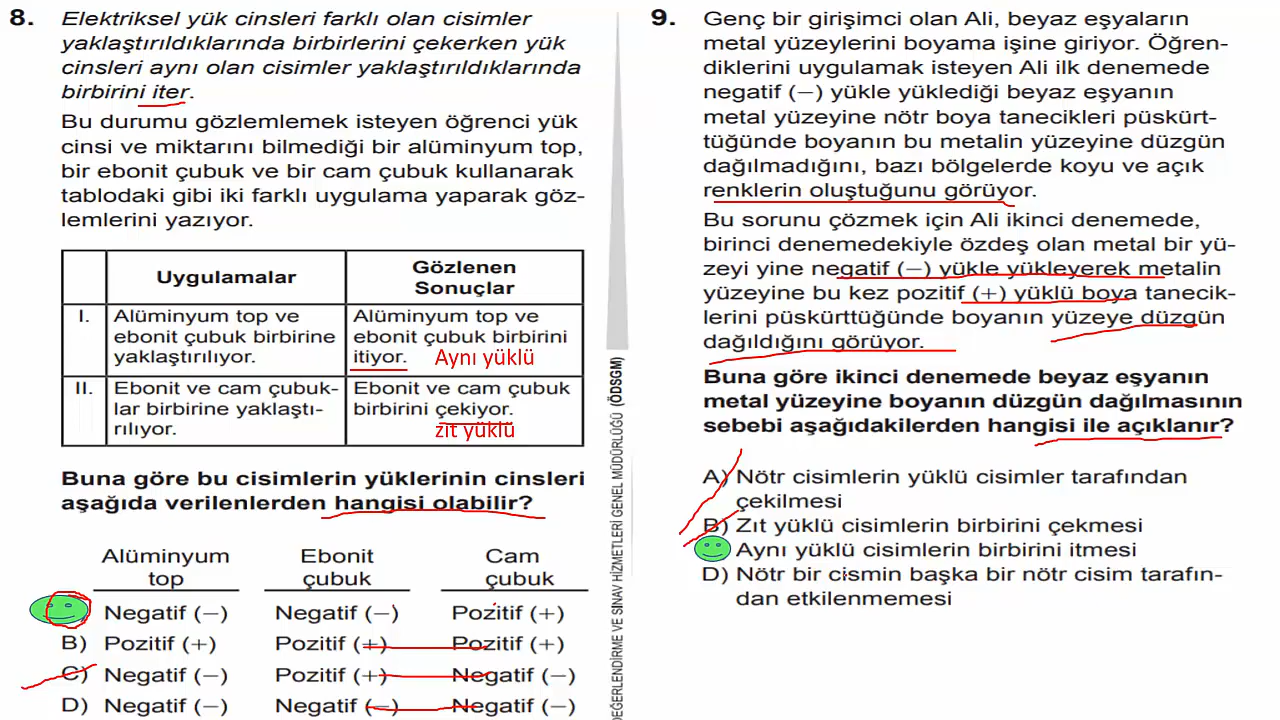 8. Elektriksel yük cinsleri farklı olan cisimler
yaklaştırıldıklarında birbirlerini çekerken yük
cinsleri aynı olan cisimler yaklaştırıldıklarında
birbirini iter.
Bu durumu gözlemlemek isteyen öğrenci yük
cinsi ve miktarını bilmediği bir alüminyum top,
bir ebonit çubuk ve bir cam çubuk kullanarak
tablodaki gibi iki farklı uygulama yaparak göz-
lemlerini yazıyor.
Uygulamalar
Gözlenen
Sonuçlar
I.
Alüminyum top ve
ebonit çubuk birbirine
yaklaştırılıyor.
Alüminyum top ve
ebonit çubuk birbirini
itiyor. Aynı yüklü
II.
Ebonit ve cam çubuk-
lar birbirine yaklaştı-
rılıyor.
Ebonit ve cam çubuk
birbirini çekiyor.
zıt yüklü
Buna göre bu cisimlerin yüklerinin cinsleri
aşağıda verilenlerden hangisi olabilir?
Alüminyum
top
Ebonit
çubuk
Cam
çubuk
Negatif (−) Negatif (−) Pozitif (+)
B) Pozitif (+) Pozitif (+) Pozitif (+)
C) Negatif (−) Pozitif (+) Negatif (−)
D) Negatif (−) Negatif (−) Negatif (−)
DEĞERLENDİRME VE SINAV HİZMETLERİ GENEL MÜDÜRLÜĞÜ (ÖDSGM)
9. Genç bir girişimci olan Ali, beyaz eşyaların
metal yüzeylerini boyama işine giriyor. Öğren-
diklerini uygulamak isteyen Ali ilk denemede
negatif (−) yükle yüklediği beyaz eşyanın
metal yüzeyine nötr boya tanecikleri püskürt-
tüğünde boyanın bu metalin yüzeyine düzgün
dağılmadığını, bazı bölgelerde koyu ve açık
renklerin oluştuğunu görüyor.
Bu sorunu çözmek için Ali ikinci denemede,
birinci denemedekiyle özdeş olan metal bir yü-
zeyi yine negatif (−) yükle yükleyerek metalin
yüzeyine bu kez pozitif (+) yüklü boya tanecik-
lerini püskürttüğünde boyanın yüzeye düzgün
dağıldığını görüyor.
Buna göre ikinci denemede beyaz eşyanın
metal yüzeyine boyanın düzgün dağılmasının
sebebi aşağıdakilerden hangisi ile açıklanır?
A) Nötr cisimlerin yüklü cisimler tarafından
çekilmesi
B) Zıt yüklü cisimlerin birbirini çekmesi
Aynı yüklü cisimlerin birbirini itmesi
D) Nötr bir cismin başka bir nötr cisim tarafın-
dan etkilenmemesi